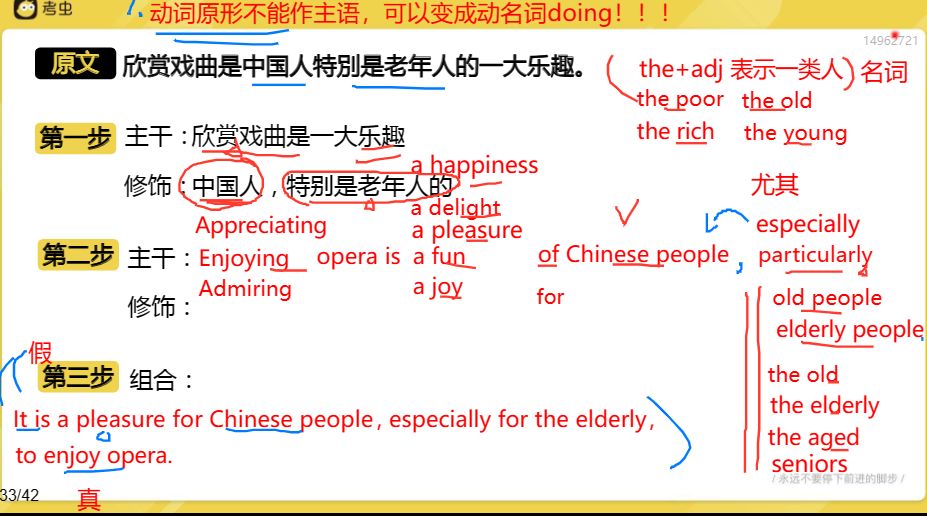 考虫
动词原形不能作主语，可以变成动名词doing！！！
14962721
原文 欣赏戏曲是中国人特别是老年人的一大乐趣。
(the+adj 表示一类人) 名词
the poor the old
the rich the young
第一步 主干：欣赏戏曲是一大乐趣
修饰：中国人，特别是老年人的
a happiness
a delight
尤其
Appreciating a pleasure especially
第二步 主干：Enjoying opera is a fun of Chinese people, particularly
Admiring a joy for
修饰：
old people
elderly people
假
第三步 组合：
the old
the elderly
It is a pleasure for Chinese people, especially for the elderly,
to enjoy opera.
the aged
seniors
/ 永远不要停下前进的脚步 /
33/42
真